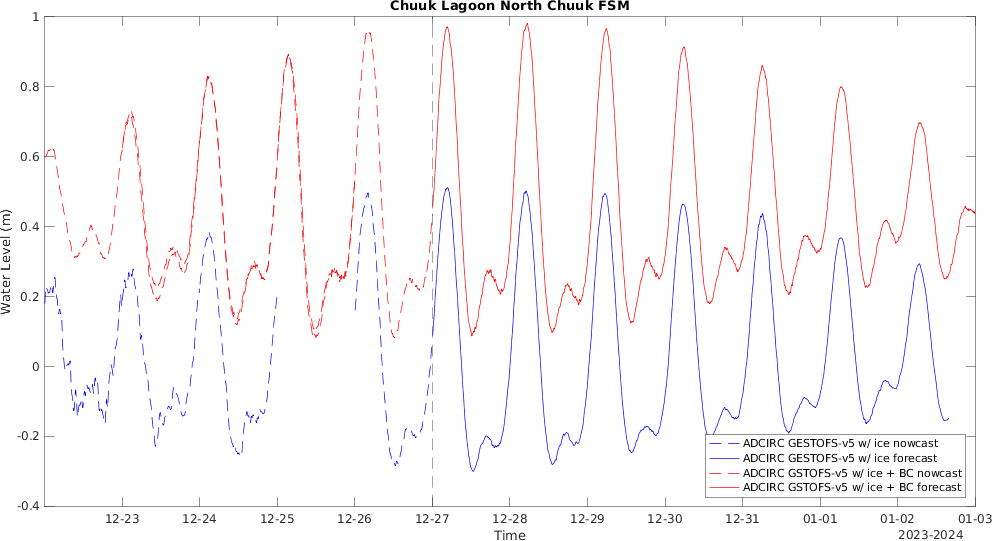 Chuuk Lagoon North Chuuk FSM
1
0.8
0.6
0.4
0.2
0
-0.2
-0.4
Water Level (m)
12-23 12-24 12-25 12-26 12-27 12-28 12-29 12-30 12-31 01-01 01-02 01-03
Time
2023-2024
ADCIRC GESTOFS-v5 w/ ice nowcast
ADCIRC GESTOFS-v5 w/ ice forecast
ADCIRC GSTOFS-v5 w/ ice + BC nowcast
ADCIRC GSTOFS-v5 w/ ice + BC forecast